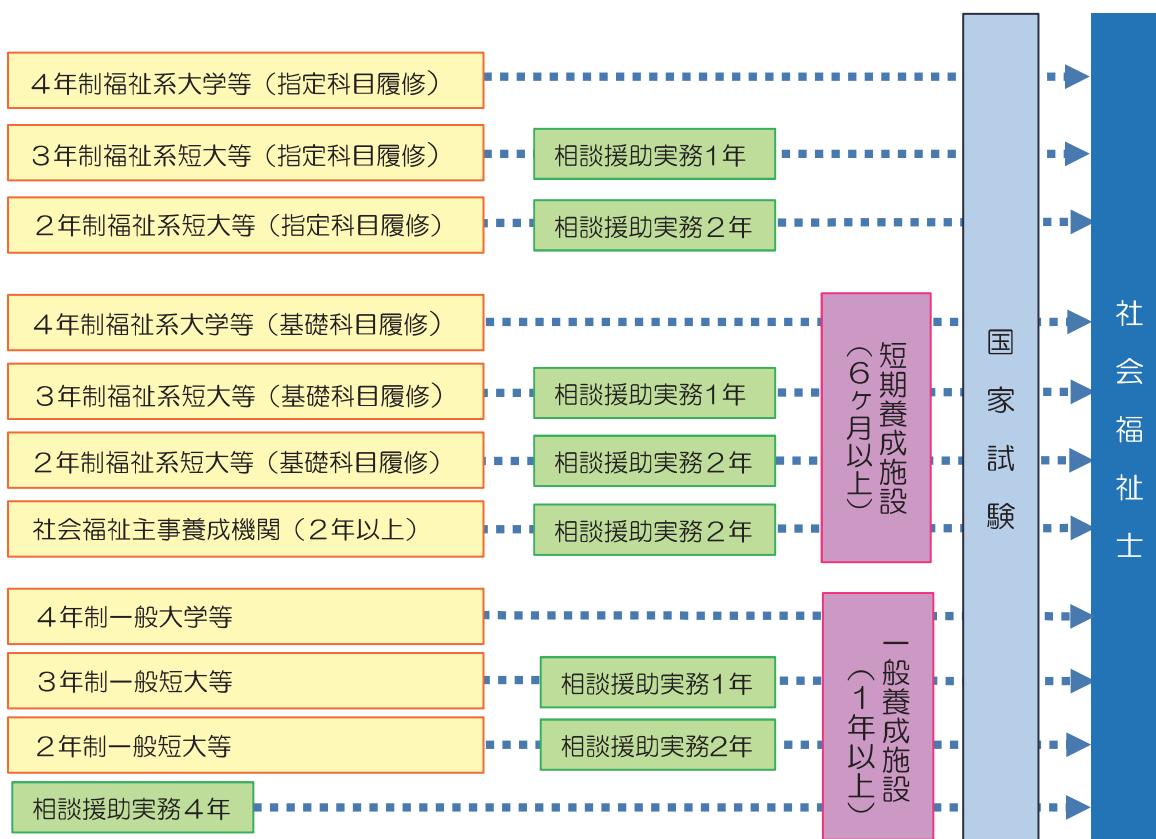 4年制福祉系大学等（指定科目履修）
3年制福祉系短大等（指定科目履修）
相談援助実務1年
2年制福祉系短大等（指定科目履修）
相談援助実務2年
4年制福祉系大学等（基礎科目履修）
3年制福祉系短大等（基礎科目履修）
相談援助実務1年
2年制福祉系短大等（基礎科目履修）
相談援助実務2年
社会福祉主事養成機関（2年以上）
相談援助実務2年
短期養成施設
（6ヶ月以上）
4年制一般大学等
3年制一般短大等
相談援助実務1年
2年制一般短大等
相談援助実務2年
相談援助実務4年
一般養成施設
（1年以上）
国家試験
社会福祉士